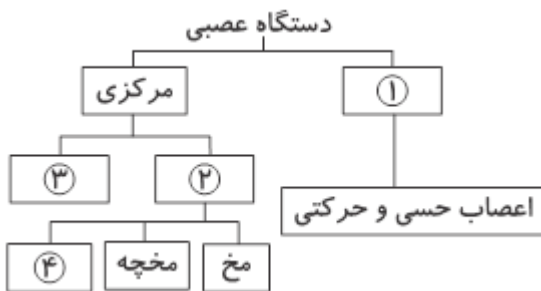 دستگاه عصبی
مرکزی
①
③
②
اعصاب حسی و حرکتی
④
مخچه
مخ